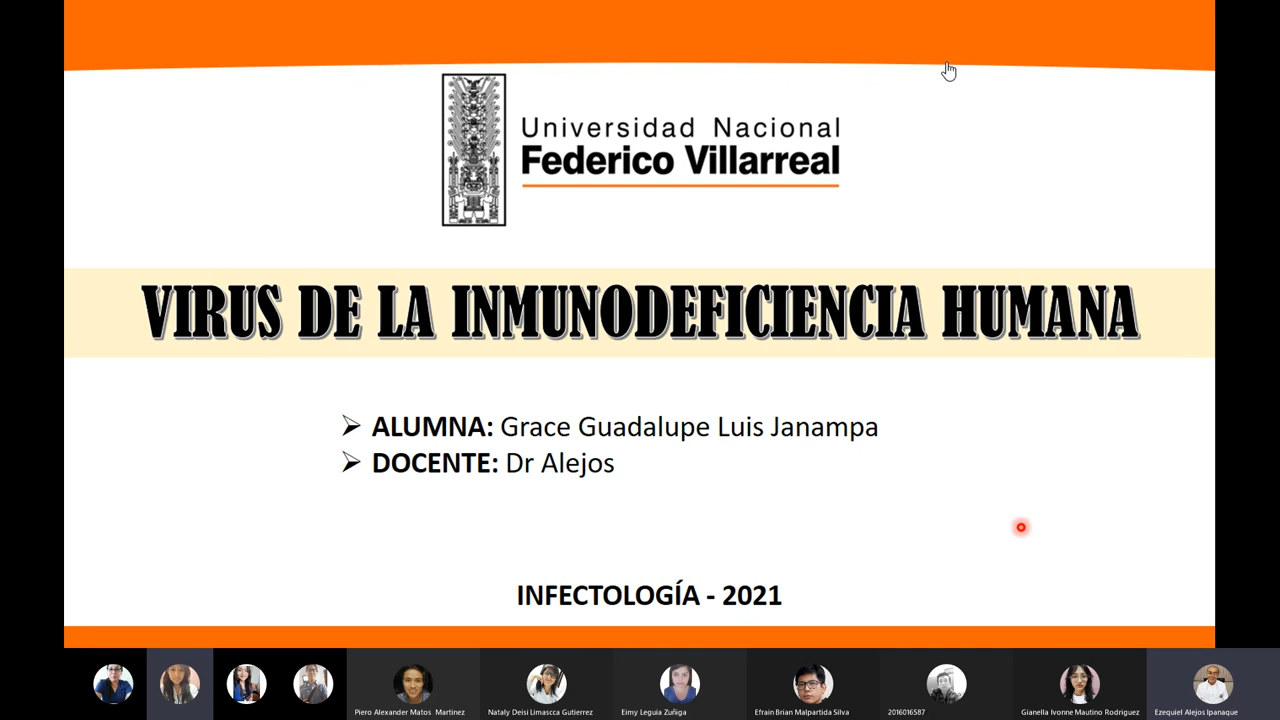 Universidad Nacional
Federico Villarreal
VIRUS DE LA INMUNODEFICIENCIA HUMANA
➢ ALUMNA: Grace Guadalupe Luis Janampa
➢ DOCENTE: Dr Alejos
INFECTOLOGÍA - 2021
Piero Alexander Matos Martinez
Nataly Deisi Limascca Gutierrez
Eimy Leguia Zuñiga
Efrain Brian Malpartida Silva
2016016587
Gianella Ivonne Mautino Rodriguez
Ezequiel Alejos Ipanaque